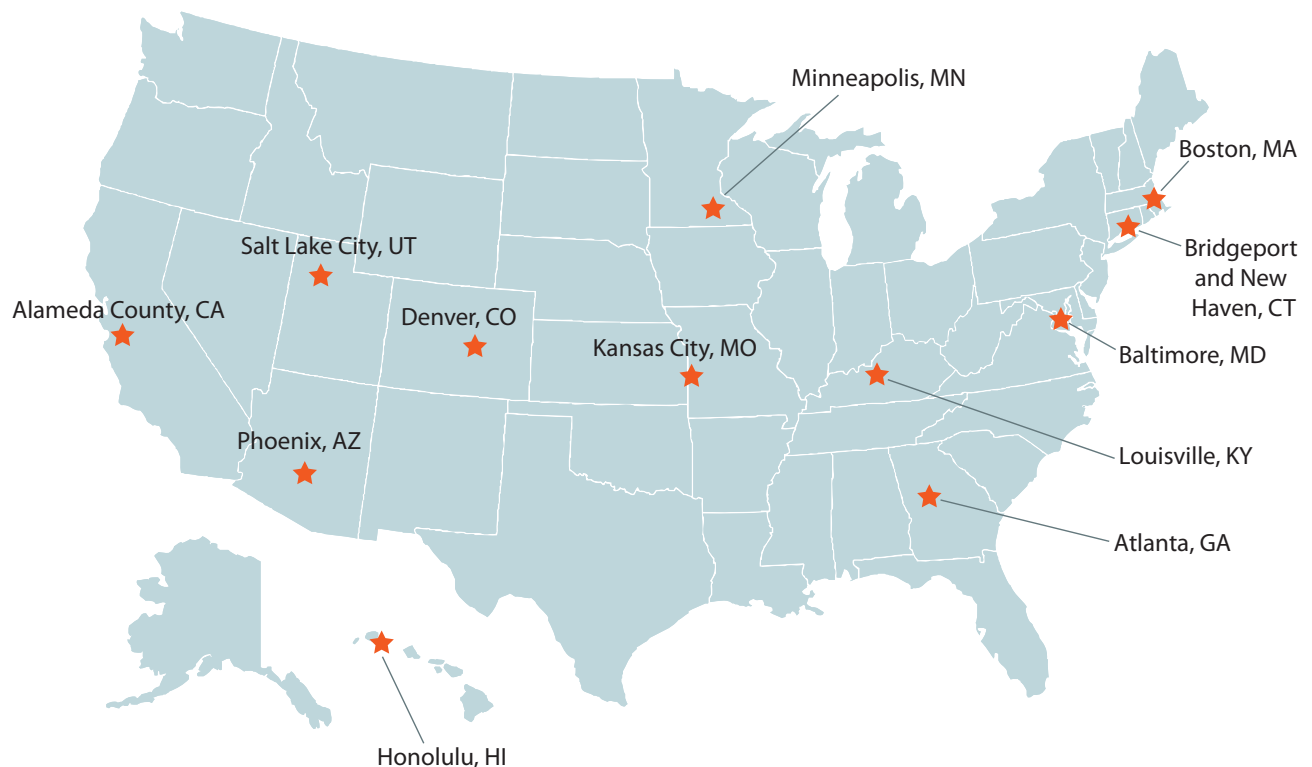 Minneapolis, MN
Boston, MA
Salt Lake City, UT
Bridgeport
and New
Haven, CT
Alameda County, CA
Denver, CO
Kansas City, MO
Baltimore, MD
Phoenix, AZ
Louisville, KY
Atlanta, GA
Honolulu, HI